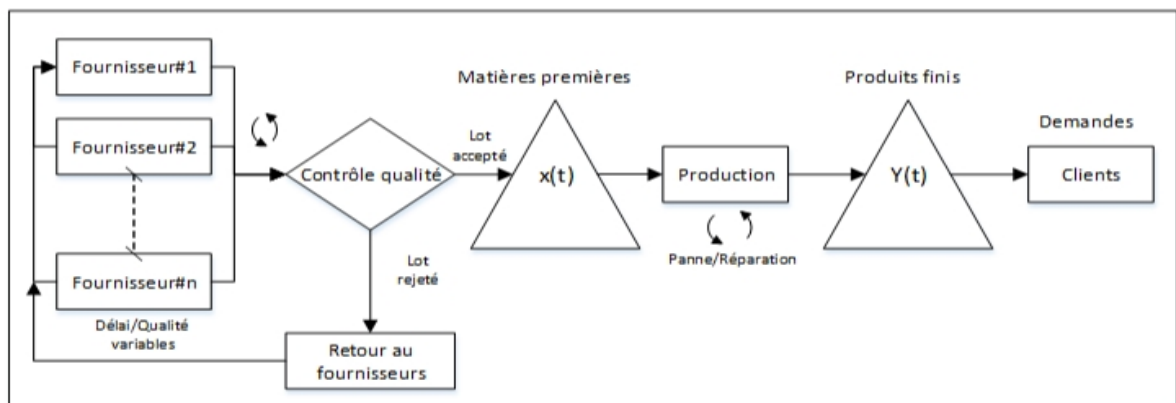 Fournisseur#1
Fournisseur#2
Fournisseur#n
Délai/Qualité
variables
Contrôle qualité
Lot
accepté
Lot
rejeté
Retour au
fournisseurs
Matières premières
x(t)
Production
Panne/Réparation
Produits finis
Y(t)
Demandes
Clients